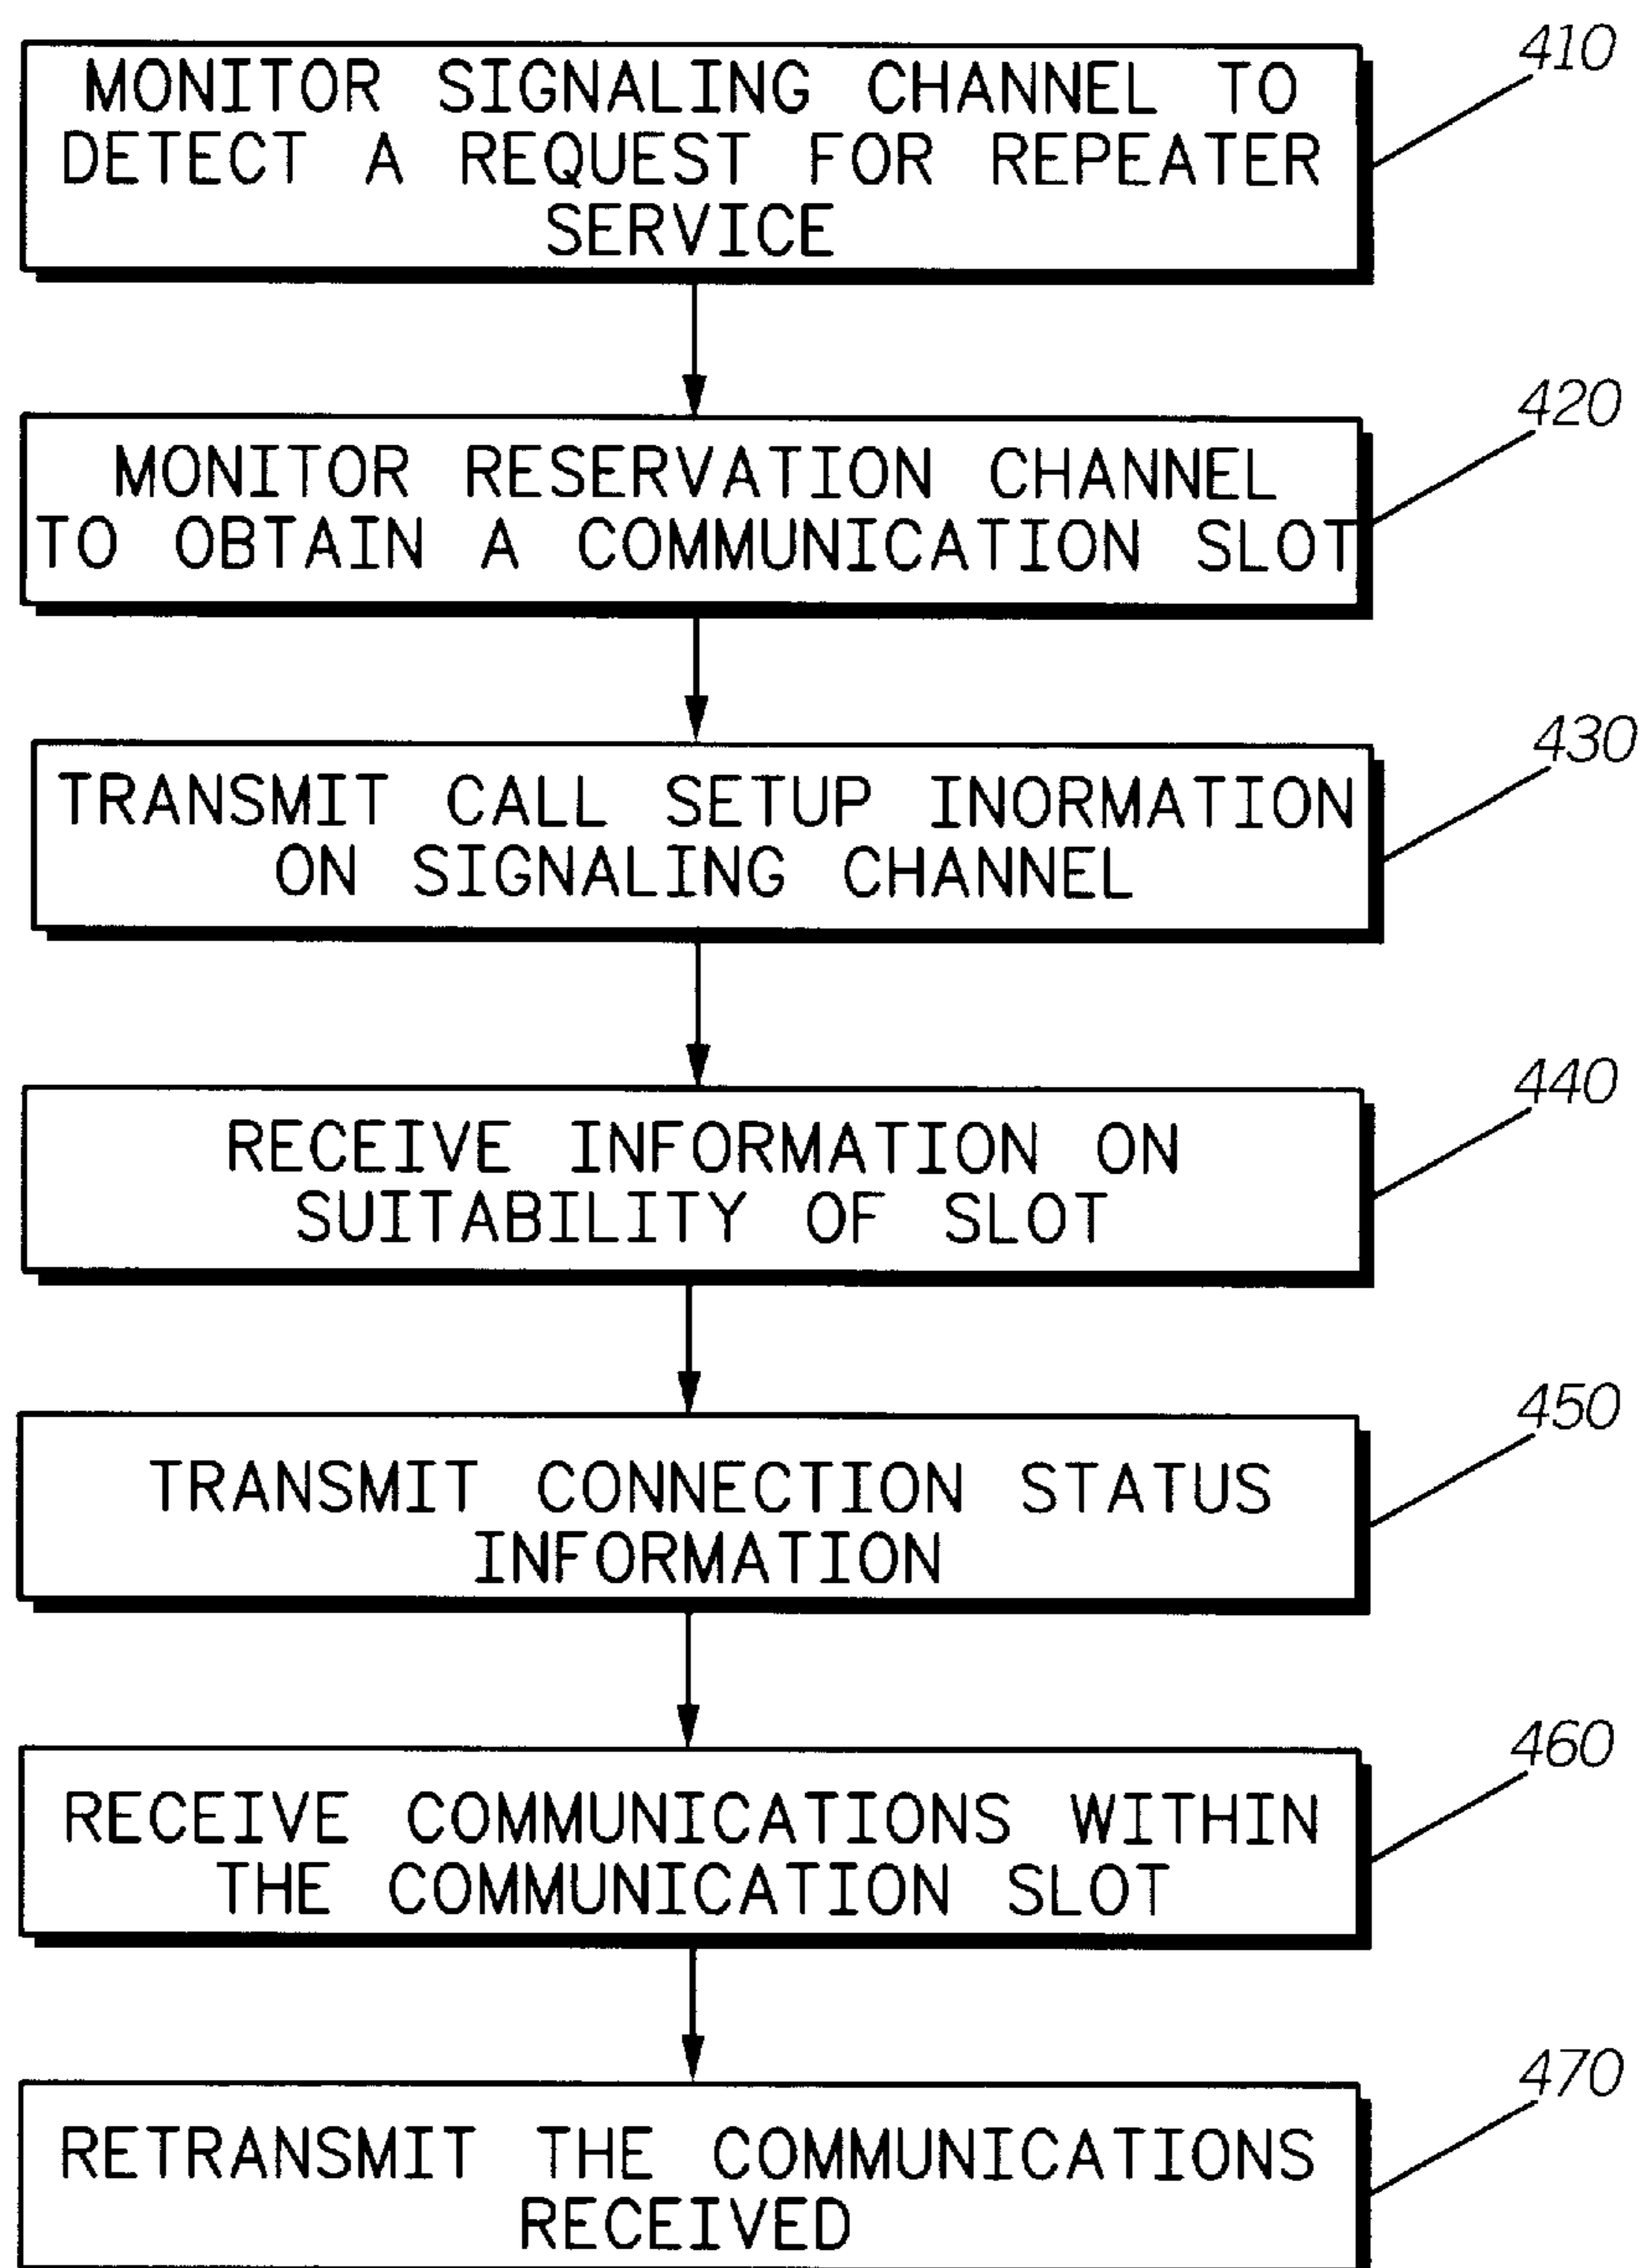 410
MONITOR SIGNALING CHANNEL TO
DETECT A REQUEST FOR REPEATER
SERVICE
420
MONITOR RESERVATION CHANNEL
TO OBTAIN A COMMUNICATION SLOT
430
TRANSMIT CALL SETUP INORMATION
ON SIGNALING CHANNEL
440
RECEIVE INFORMATION ON
SUITABILITY OF SLOT
450
TRANSMIT CONNECTION STATUS
INFORMATION
460
RECEIVE COMMUNICATIONS WITHIN
THE COMMUNICATION SLOT
470
RETRANSMIT THE COMMUNICATIONS
RECEIVED